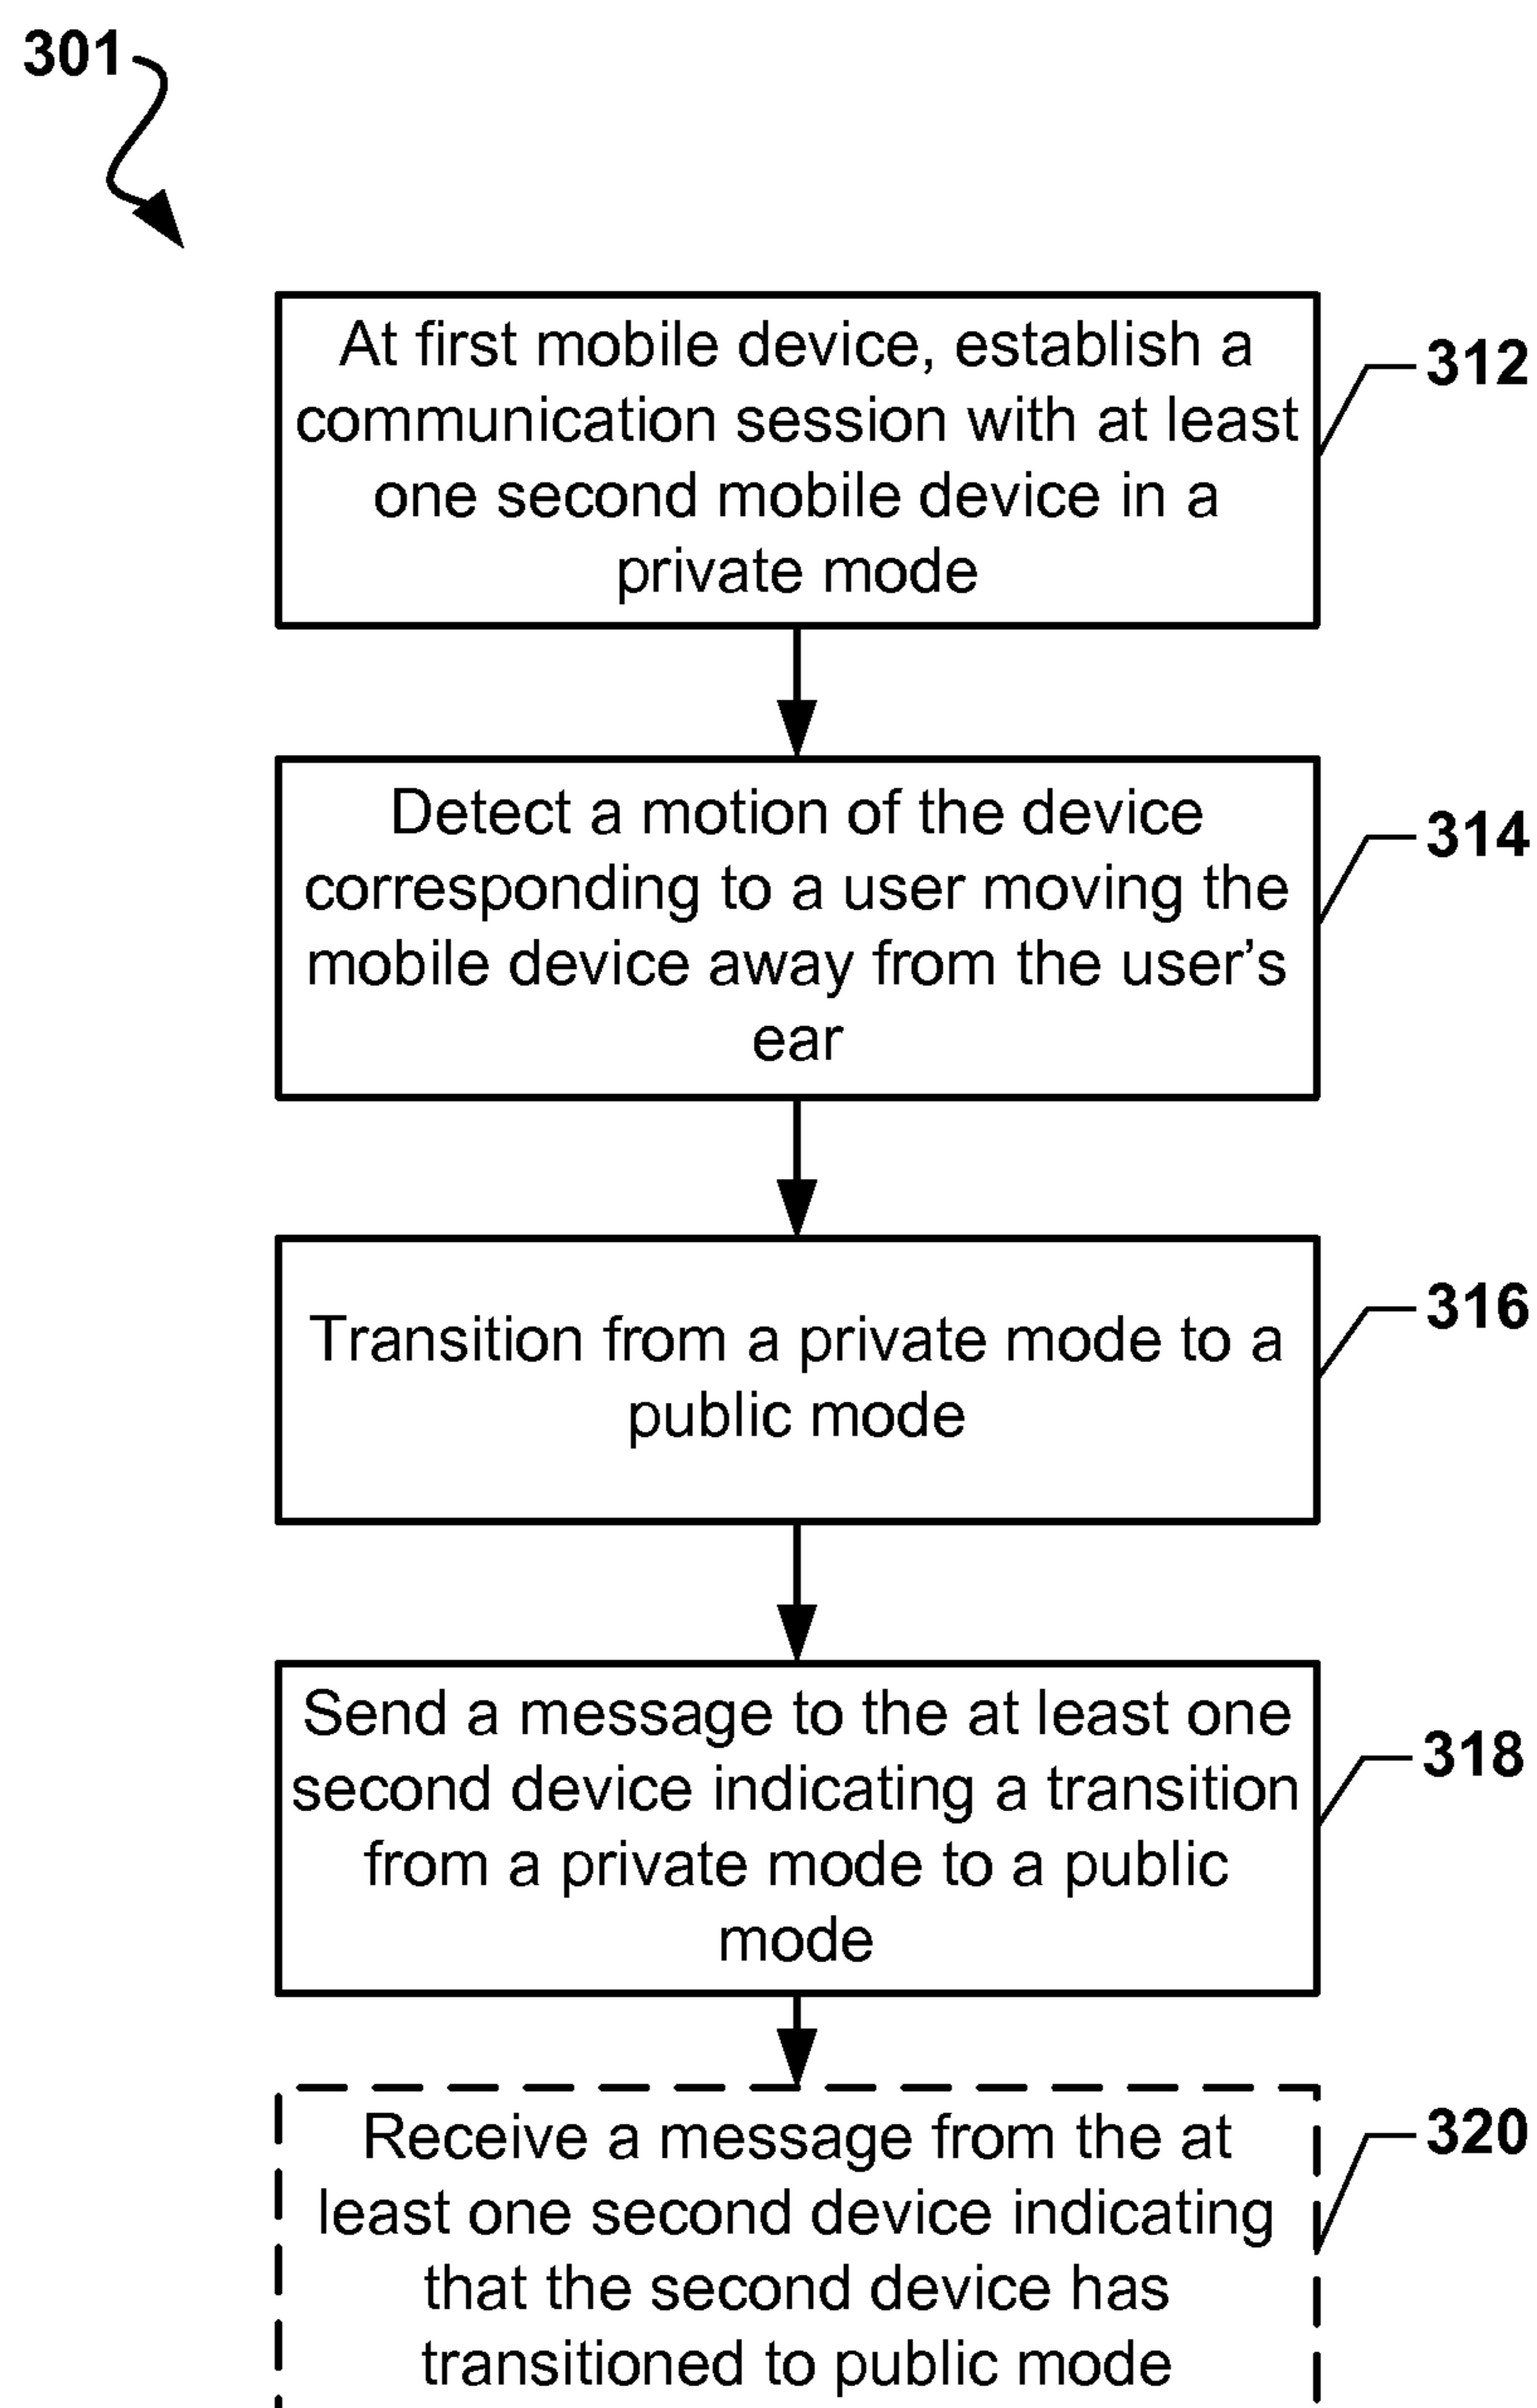 301
At first mobile device, establish a
communication session with at least
one second mobile device in a
private mode
312
Detect a motion of the device
corresponding to a user moving the
mobile device away from the user's
ear
314
Transition from a private mode to a
public mode
316
Send a message to the at least one
second device indicating a transition
from a private mode to a public
mode
318
Receive a message from the at
least one second device indicating
that the second device has
transitioned to public mode
320